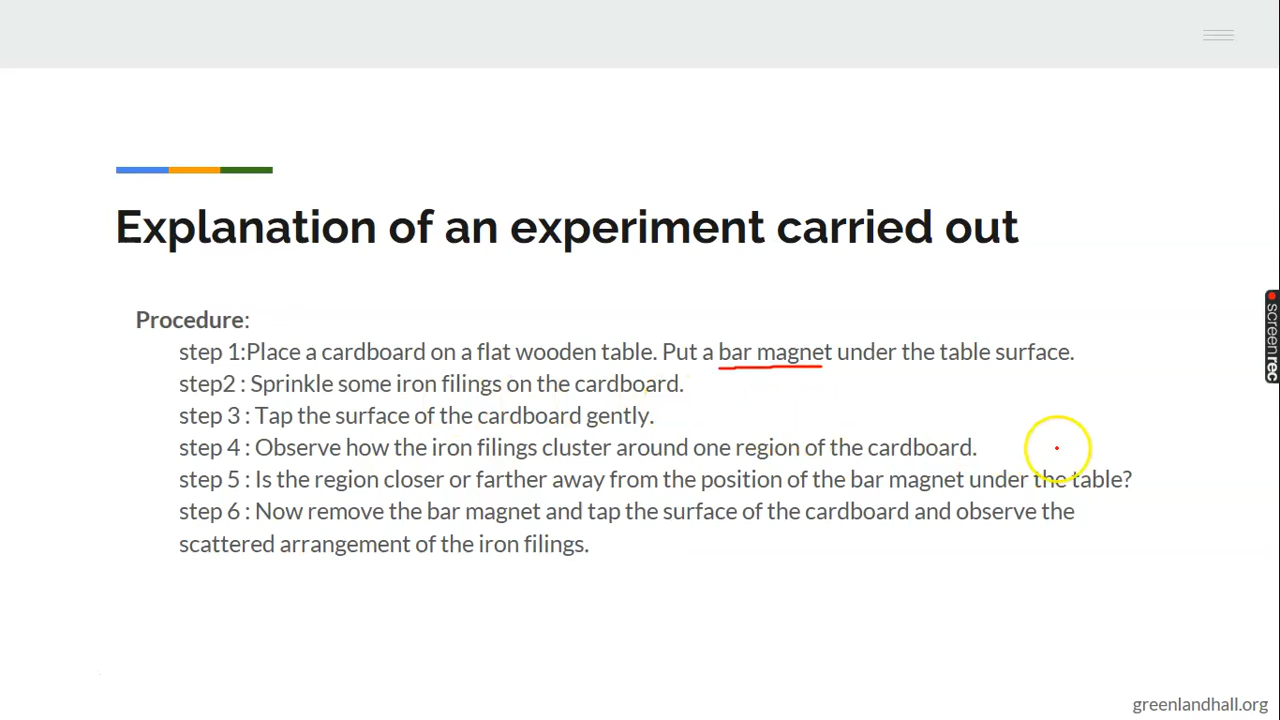 Explanation of an experiment carried out
Procedure:
step 1:Place a cardboard on a flat wooden table. Put a bar magnet under the table surface.
step2 : Sprinkle some iron filings on the cardboard.
step 3 : Tap the surface of the cardboard gently.
step 4 : Observe how the iron filings cluster around one region of the cardboard.
step 5 : Is the region closer or farther away from the position of the bar magnet under the table?
step 6 : Now remove the bar magnet and tap the surface of the cardboard and observe the
scattered arrangement of the iron filings.
screenrec
greenlandhall.org